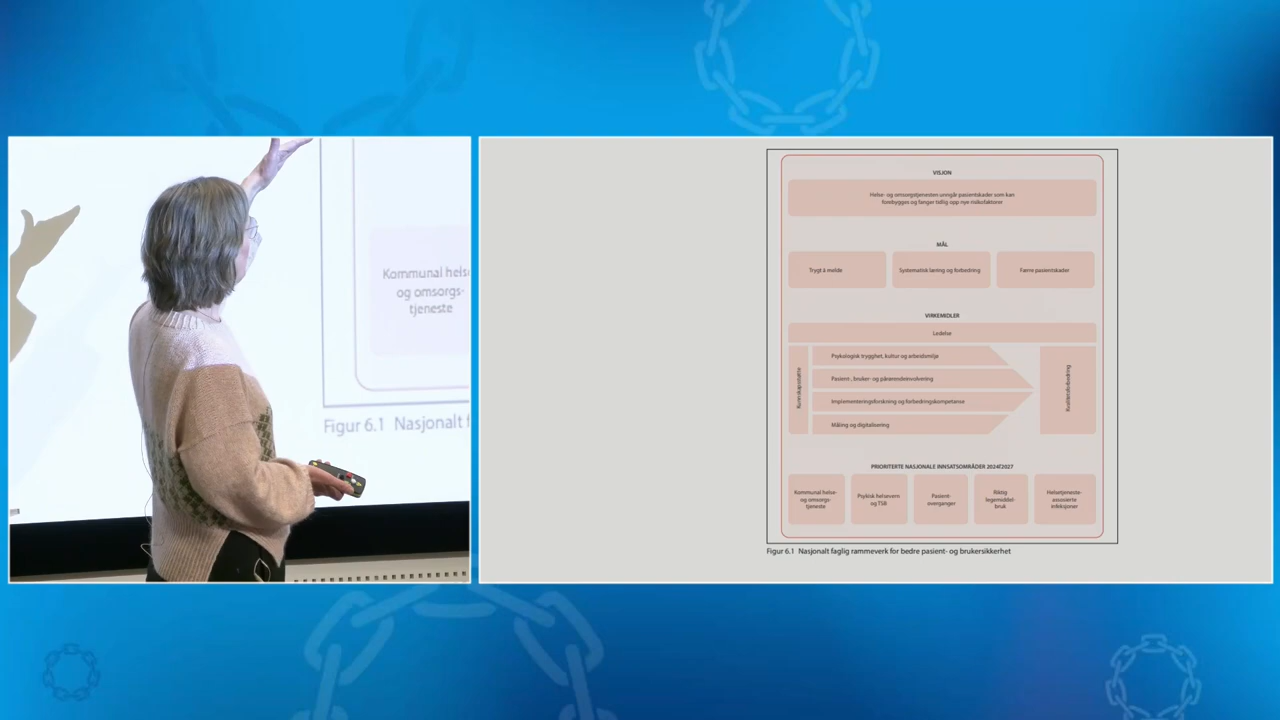 Kommunal hels
og omsorgs-
tjeneste
Figur 6.1 Nasjonalt f
VISJON
Helse- og omsorgstjenesten unngår pasientskader som kan
forebygges og fanger tidlig opp nye risikofaktorer
MÅL
Trygt å melde
Systematisk læring og forbedring
Færre pasientskader
VIRKEMIDLER
Ledelse
Kunnskapsstøtte
Psykologisk trygghet, kultur og arbeidsmiljø
Pasient-, bruker- og pårørendeinvolvering
Implementeringsforskning og forbedringskompetanse
Måling og digitalisering
Kvalitetsforbedring
PRIORITERTE NASJONALE INNSATSOMRÅDER 2024?2027
Kommunal helse-
og omsorgs-
tjeneste
Psykisk helsevern
og TSB
Pasient-
overganger
Riktig
legemiddel-
bruk
Helsetjeneste-
assosierte
infeksjoner
Figur 6.1 Nasjonalt faglig rammeverk for bedre pasient- og brukersikkerhet